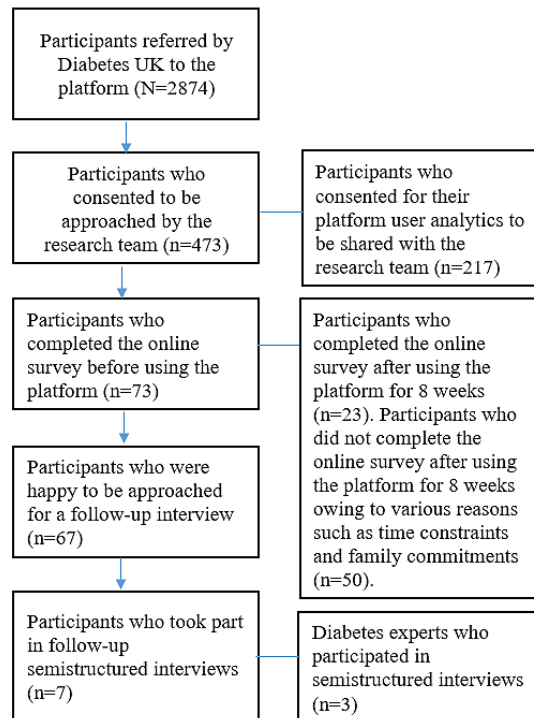 Participants referred by
Diabetes UK to the
platform (N=2874)
Participants who
consented to be
approached by the
research team (n=473)
Participants who
consented for their
platform user analytics to
be shared with the
research team (n=217)
Participants who
completed the online
survey before using the
platform (n=73)
Participants who
completed the online
survey after using the
platform for 8 weeks
(n=23). Participants who
did not complete the
online survey after using
the platform for 8 weeks
owing to various reasons
such as time constraints
and family commitments
(n=50).
Participants who were
happy to be approached
for a follow-up interview
(n=67)
Participants who took part
in follow-up
semistructured interviews
(n=7)
Diabetes experts who
participated in
semistructured interviews
(n=3)